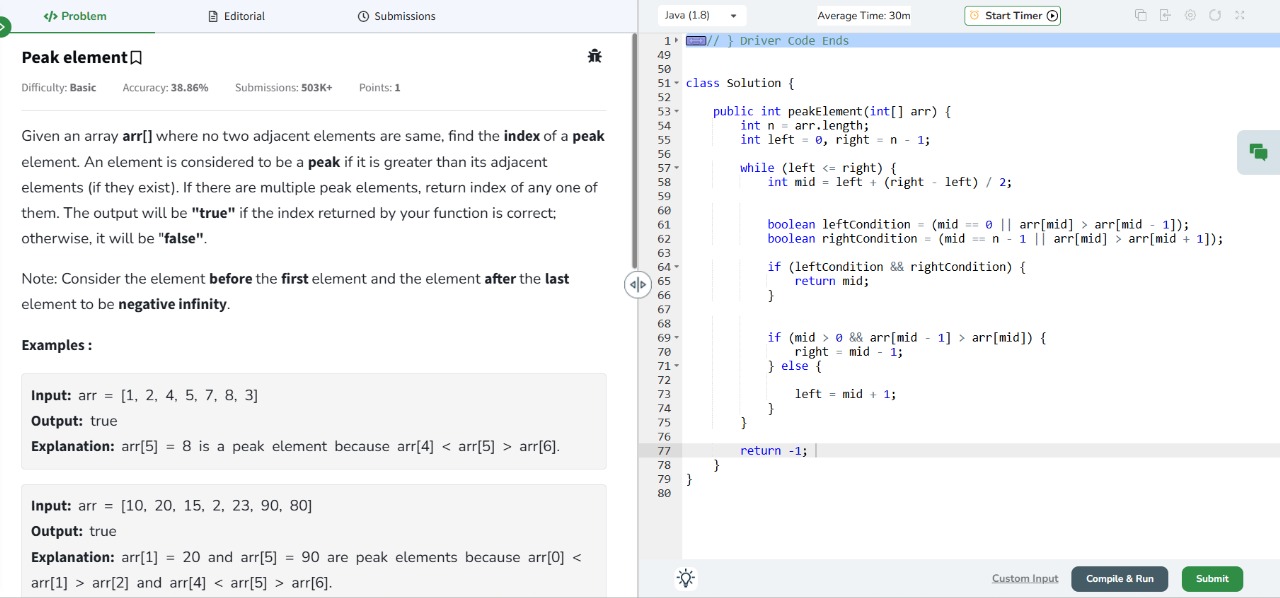 </> Problem
Editorial
Submissions
Peak element
Difficulty: Basic Accuracy: 38.86% Submissions: 503K+ Points: 1
Given an array arr[] where no two adjacent elements are same, find the index of a peak
element. An element is considered to be a peak if it is greater than its adjacent
elements (if they exist). If there are multiple peak elements, return index of any one of
them. The output will be "true" if the index returned by your function is correct;
otherwise, it will be "false".
Note: Consider the element before the first element and the element after the last
element to be negative infinity.
Examples :
Input: arr = [1, 2, 4, 5, 7, 8, 3]
Output: true
Explanation: arr[5] = 8 is a peak element because arr[4] < arr[5] > arr[6].
Input: arr = [10, 20, 15, 2, 23, 90, 80]
Output: true
Explanation: arr[1] = 20 and arr[5] = 90 are peak elements because arr[0] <
arr[1] > arr[2] and arr[4] < arr[5] > arr[6].
Java (1.8)
Average Time: 30m
Start Timer
1 // } Driver Code Ends
49
50
51 class Solution {
52
53     public int peakElement(int[] arr) {
54         int n = arr.length;
55         int left = 0, right = n - 1;
56
57         while (left <= right) {
58             int mid = left + (right - left) / 2;
59
60
61             boolean leftCondition = (mid == 0 || arr[mid] > arr[mid - 1]);
62             boolean rightCondition = (mid == n - 1 || arr[mid] > arr[mid + 1]);
63
64             if (leftCondition && rightCondition) {
65                 return mid;
66             }
67
68
69             if (mid > 0 && arr[mid - 1] > arr[mid]) {
70                 right = mid - 1;
71             } else {
72
73                 left = mid + 1;
74             }
75         }
76
77         return -1;
78     }
79 }
80
Custom Input
Compile & Run
Submit